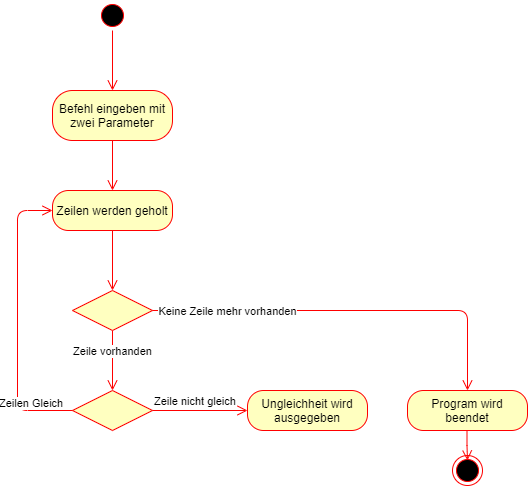 Befehl eingeben mit
zwei Parameter
Zeilen werden geholt
Keine Zeile mehr vorhanden
Zeile vorhanden
Zeilen Gleich
Zeile nicht gleich
Ungleichheit wird
ausgegeben
Program wird
beendet